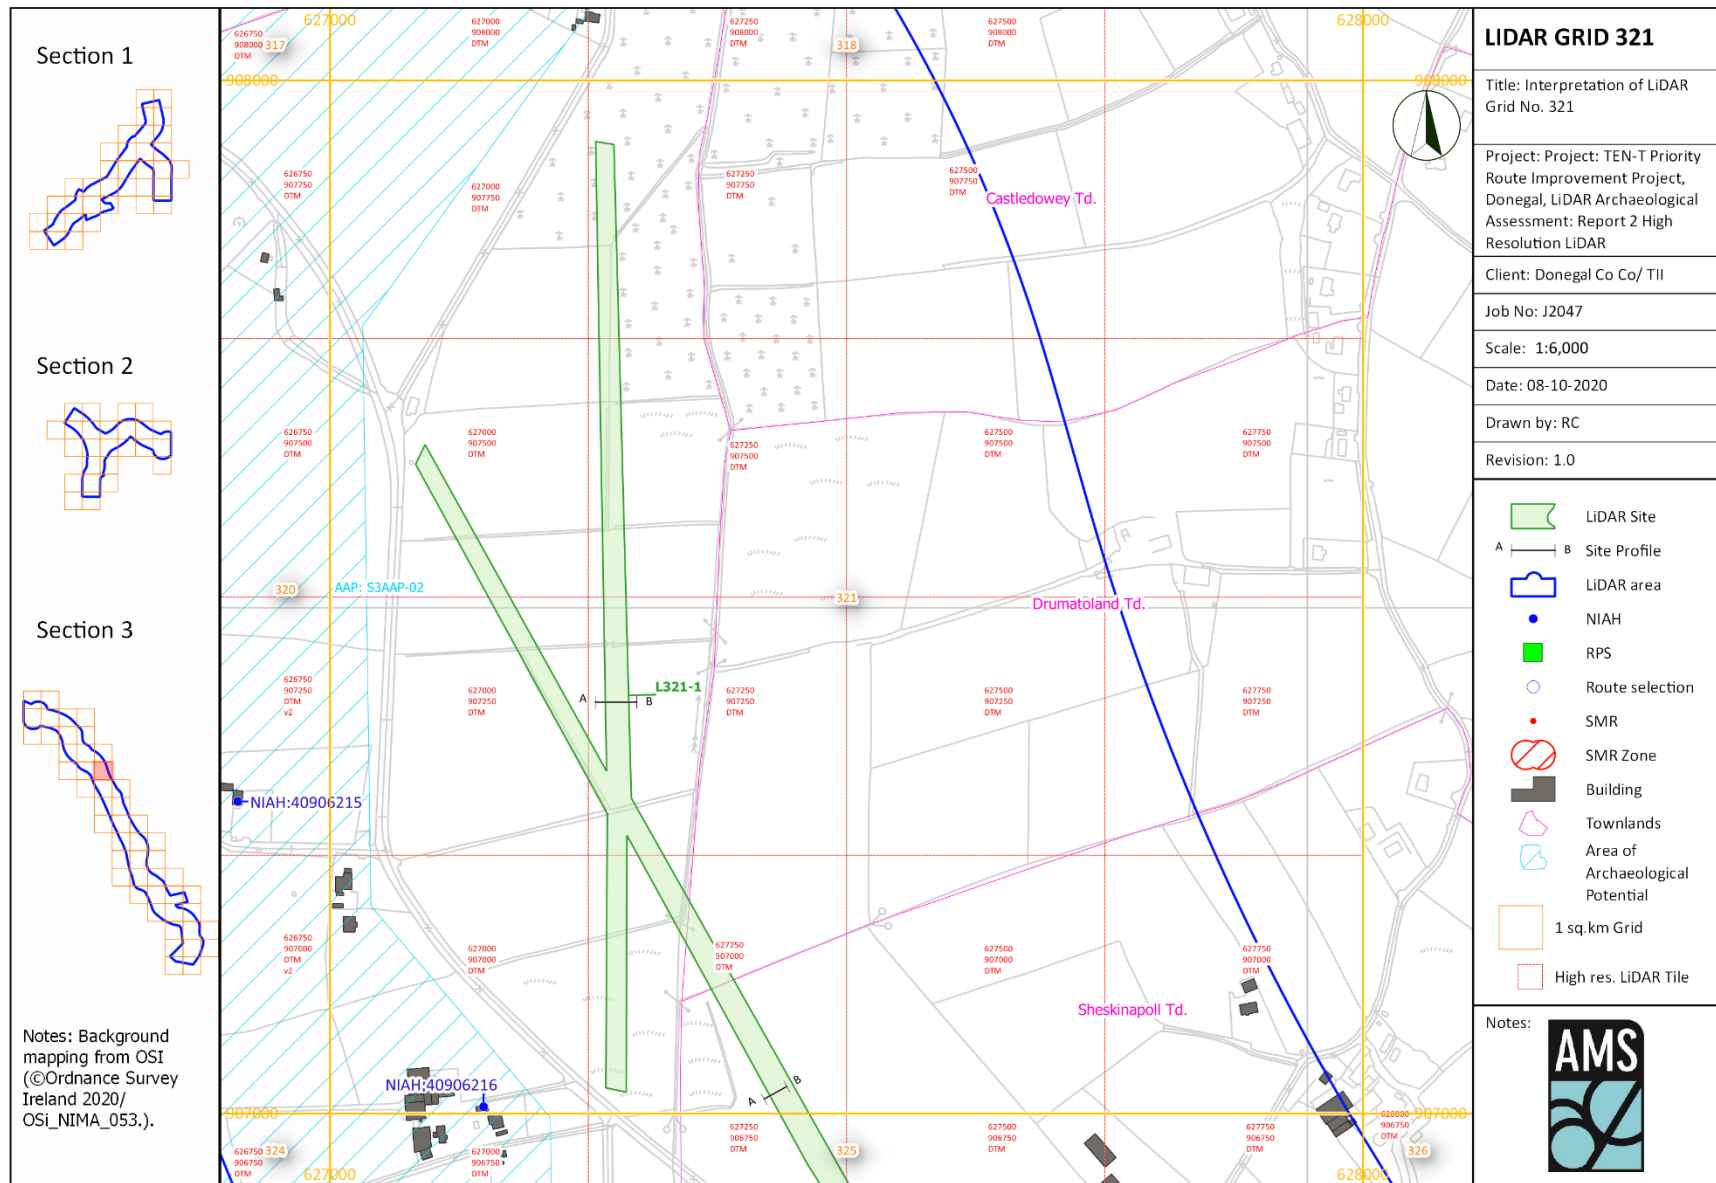 Section 1
Section 2
Section 3
Notes: Background
mapping from OSI
(©Ordnance Survey
Ireland 2020/
OSi_NIMA_053.).
627000
628000
626750
908000
DTM
317
627000
908000
DTM
627250
908000
DTM
318
627500
908000
DTM
908000
908000
626750
907750
DTM
627000
907750
DTM
627250
907750
DTM
627500
907750
DTM
Castledowey Td.
626750
907500
DTM
627000
907500
DTM
627250
907500
DTM
627500
907500
DTM
627750
907500
DTM
320
AAP: S3AAP-02
321
Drumatoland Td.
626750
907250
DTM
v2
627000
907250
DTM
A
B
L321-1
627250
907250
DTM
627500
907250
DTM
627750
907250
DTM
NIAH:40906215
626750
907000
DTM
v2
627000
907000
DTM
627250
907000
DTM
627500
907000
DTM
627750
907000
DTM
Sheskinapoll Td.
NIAH:40906216
A
B
907000
907000
626750
906750
DTM
324
627000
906750
DTM
627250
906750
DTM
325
627500
906750
DTM
627750
906750
DTM
628000
906750
DTM
326
627000
628000
LIDAR GRID 321
Title: Interpretation of LiDAR
Grid No. 321
Project: Project: TEN-T Priority
Route Improvement Project,
Donegal, LiDAR Archaeological
Assessment: Report 2 High
Resolution LiDAR
Client: Donegal Co Co/ TII
Job No: J2047
Scale: 1:6,000
Date: 08-10-2020
Drawn by: RC
Revision: 1.0
LiDAR Site
A B Site Profile
LiDAR area
NIAH
RPS
Route selection
SMR
SMR Zone
Building
Townlands
Area of
Archaeological
Potential
1 sq.km Grid
High res. LiDAR Tile
Notes:
AMS